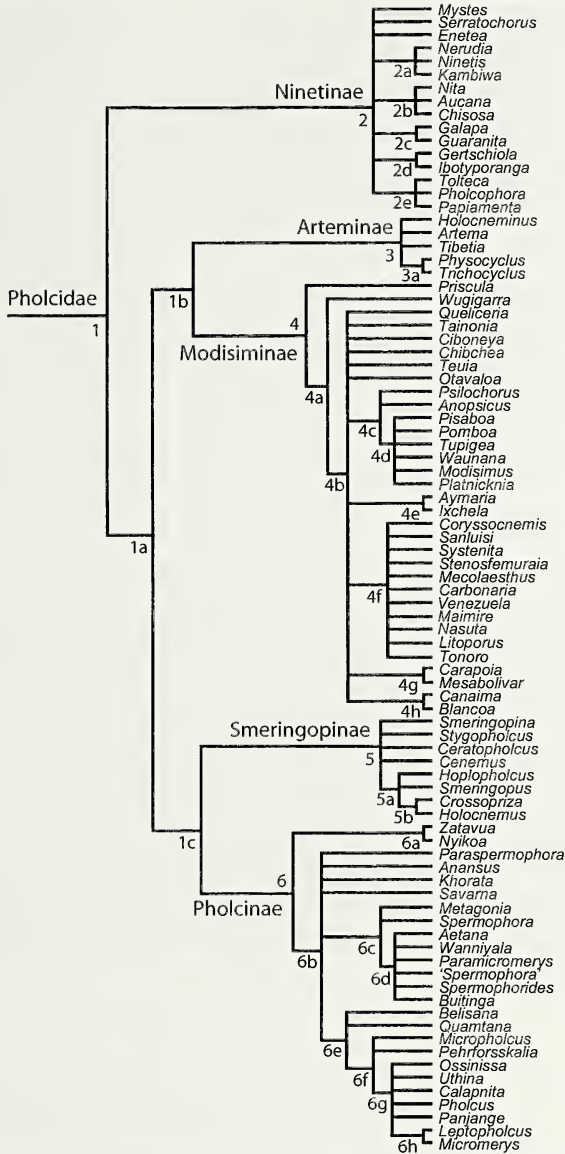 Mystes
Serratochorus
Enetea
Nerudia
2a Ninetis
Kambiwa
Ninetinae
Nita
2 2b Aucana
Chisosa
Galapa
2c Guaranita
Gertschiola
2d Ibotyporanga
Tolteca
Pholcophora
2e Papiamenta
Arteminae
Holocneminus
Artema
3 Tibetia
Physocyclus
3a Trichocyclus
Pholcidae
1
1b
4
Priscula
Modisiminae
Wugigarra
Queliceria
Tainonia
Ciboneya
Chibchea
Teuia
4a Otavaloa
Psilochorus
Anopsicus
4c Pisaboa
Pomboa
4d Tupigea
Waunana
4b Modisimus
Platnicknia
Aymaria
4e Ixchela
Coryssocnemis
1a Sanluisi
Systenita
Stenosfemuraia
Mecolaesthus
4f Carbonaria
Venezuela
Maimire
Nasuta
Litoporus
Tonoro
Carapoia
4g Mesabolivar
Canaima
4h Blancoa
Smeringopinae
Smeringopina
Stygopholcus
Ceratopholcus
5 Cenemus
Hoplopholcus
5a Smeringopus
Crossopriza
5b Holocnemus
1c
Zatavua
6a Nyikoa
Paraspermophora
Anansus
6 Khorata
Savarna
Pholcinae
Metagonia
Spermophora
6c Aetana
6b Wanniyala
Paramicromerys
6d 'Spermophora'
Spermophorides
Buitinga
Belisana
Quamtana
6e Micropholcus
Pehrforsskalia
6f Ossinissa
Uthina
Calapnita
6g Pholcus
Panjange
Leptopholcus
6h Micromerys